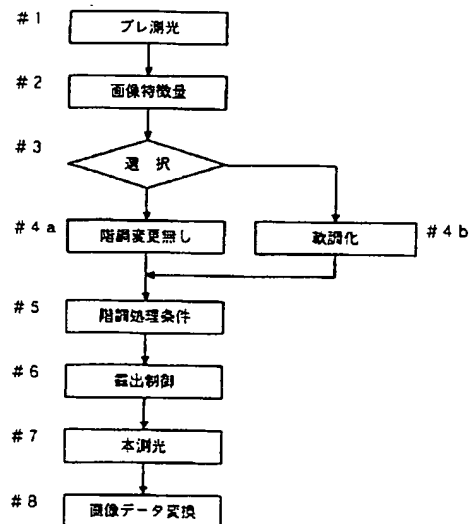 #1 プレ測光
#2 画像特徴量
#3 選 択
#4a 階調変更無し
軟調化 #4b
#5 階調処理条件
#6 露出制御
#7 本測光
#8 画像データ変換